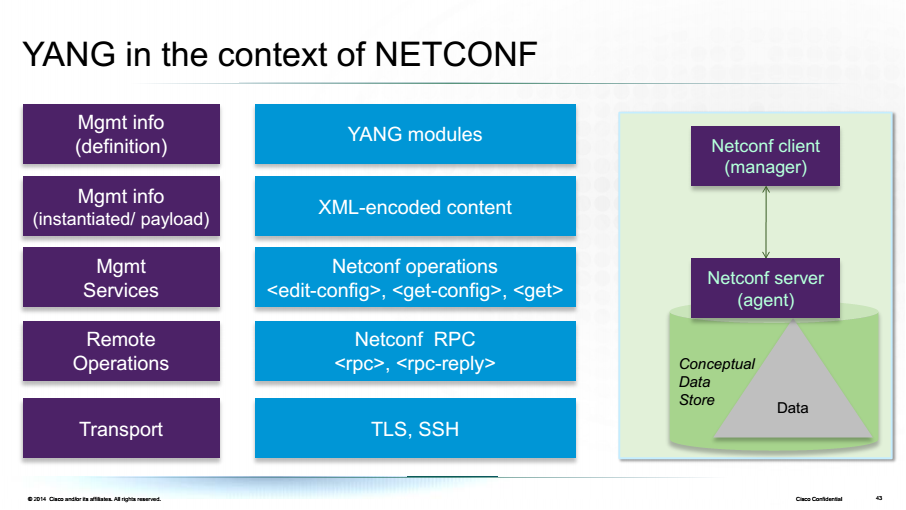 YANG in the context of NETCONF
Mgmt info
(definition)
YANG modules
Mgmt info
(instantiated/ payload)
XML-encoded content
Mgmt
Services
Netconf operations
<edit-config>, <get-config>, <get>
Remote
Operations
Netconf RPC
<rpc>, <rpc-reply>
Transport
TLS, SSH
Netconf client
(manager)
Netconf server
(agent)
Conceptual
Data
Store
Data
© 2014 Cisco and/or its affiliates. All rights reserved.
Cisco Confidential
43